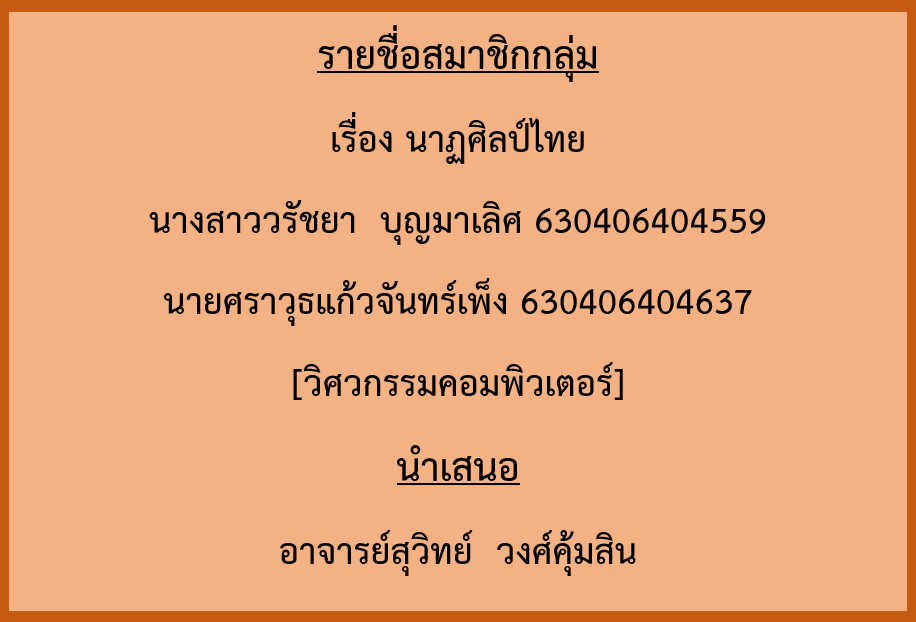 รายชื่อสมาชิกกลุ่ม
เรื่อง นาฏศิลป์ไทย
นางสาววรัชยา  บุญมาเลิศ 630406404559
นายศราวุธแก้วจันทร์เพ็ง 630406404637
[วิศวกรรมคอมพิวเตอร์]
นำเสนอ
อาจารย์สุวิทย์  วงศ์คุ้มสิน